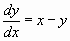 dy/dx = x − y